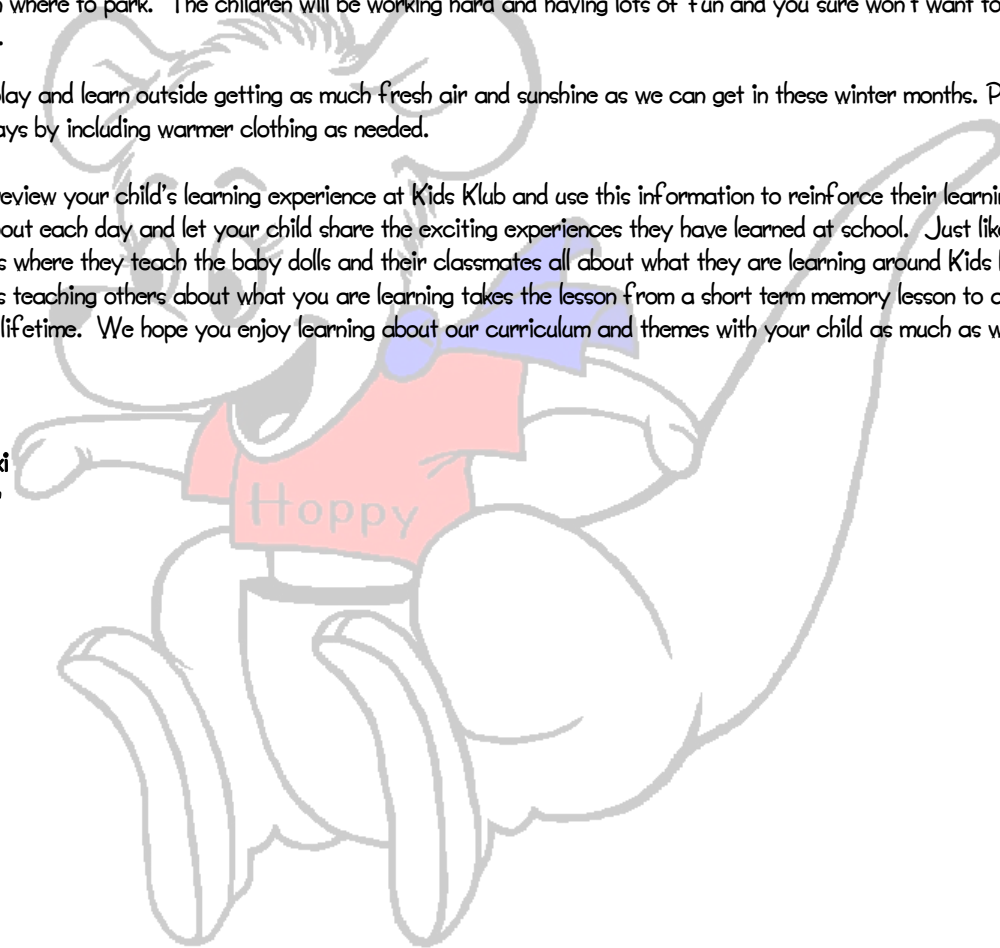 where to park. The children will be working hard and having lots of fun and you sure won't want to
.
lay and learn outside getting as much fresh air and sunshine as we can get in these winter months. P
ays by including warmer clothing as needed.
eview your child's learning experience at Kids Klub and use this information to reinforce their learni
out each day and let your child share the exciting experiences they have learned at school. Just lik
s where they teach the baby dolls and their classmates all about what they are learning around Kids
s teaching others about what you are learning takes the lesson from a short term memory lesson to
lifetime. We hope you enjoy learning about our curriculum and themes with your child as much as w
ki
Hoppy